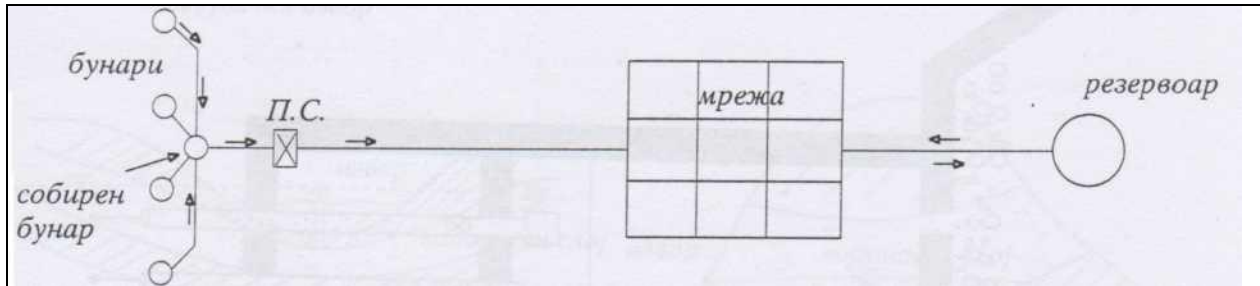 бунари
П.С.
мрежа
резервоар
собирен
бунар